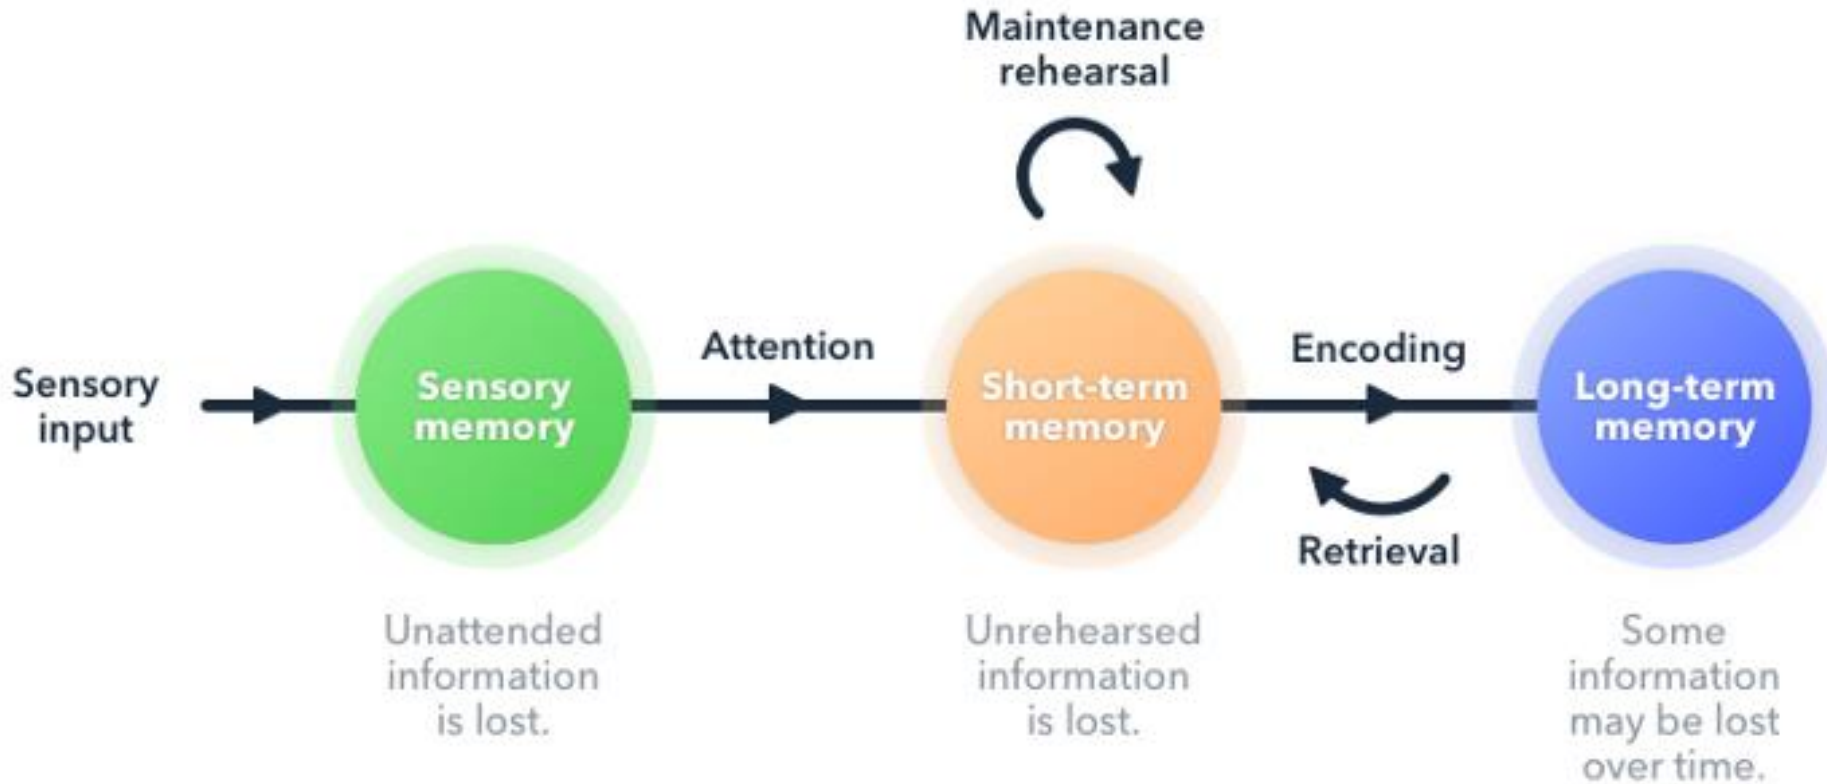 Maintenance
rehearsal
Sensory
input
Sensory
memory
Attention
Short-term
memory
Encoding
Long-term
memory
Retrieval
Unattended
information
is lost.
Unrehearsed
information
is lost.
Some
information
may be lost
over time.